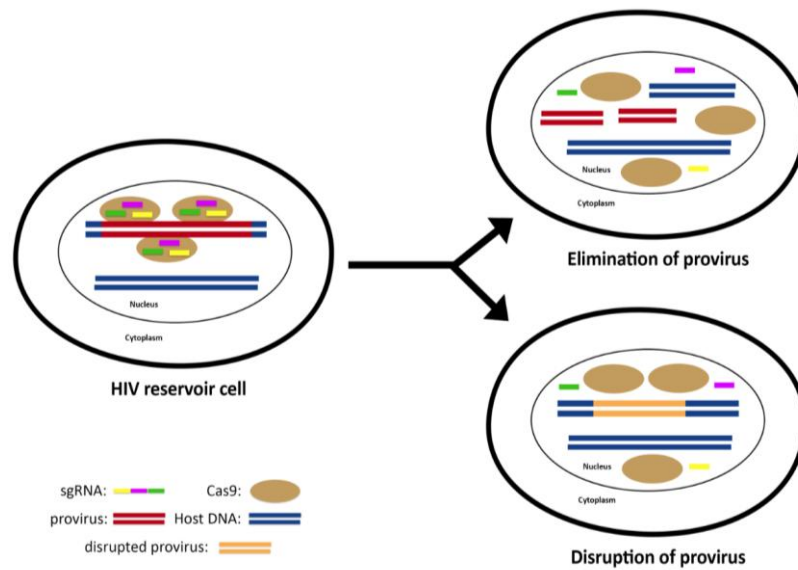 Nucleus
Cytoplasm
HIV reservoir cell
Nucleus
Cytoplasm
Elimination of provirus
Nucleus
Cytoplasm
Disruption of provirus
sgRNA:
Cas9:
provirus:
Host DNA:
disrupted provirus: